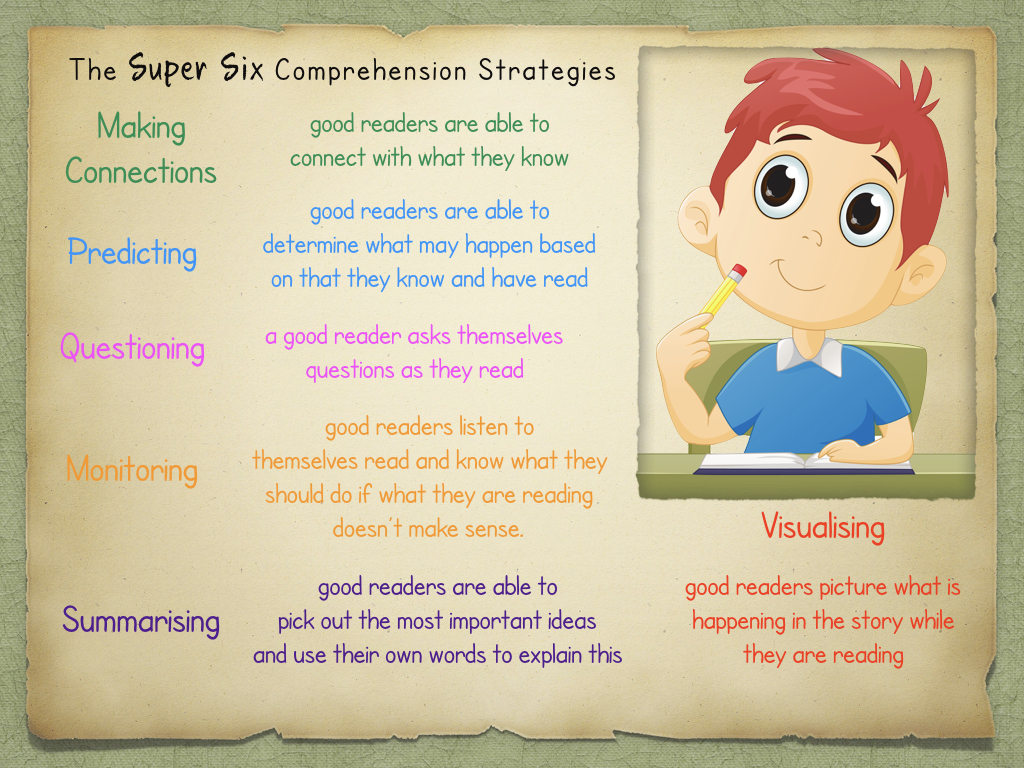 The Super Six Comprehension Strategies
Making
Connections
good readers are able to
connect with what they know
Predicting
good readers are able to
determine what may happen based
on that they know and have read
Questioning
a good reader asks themselves
questions as they read
Monitoring
good readers listen to
themselves read and know what they
should do if what they are reading
doesn't make sense.
Summarising
good readers are able to
pick out the most important ideas
and use their own words to explain this
Visualising
good readers picture what is
happening in the story while
they are reading